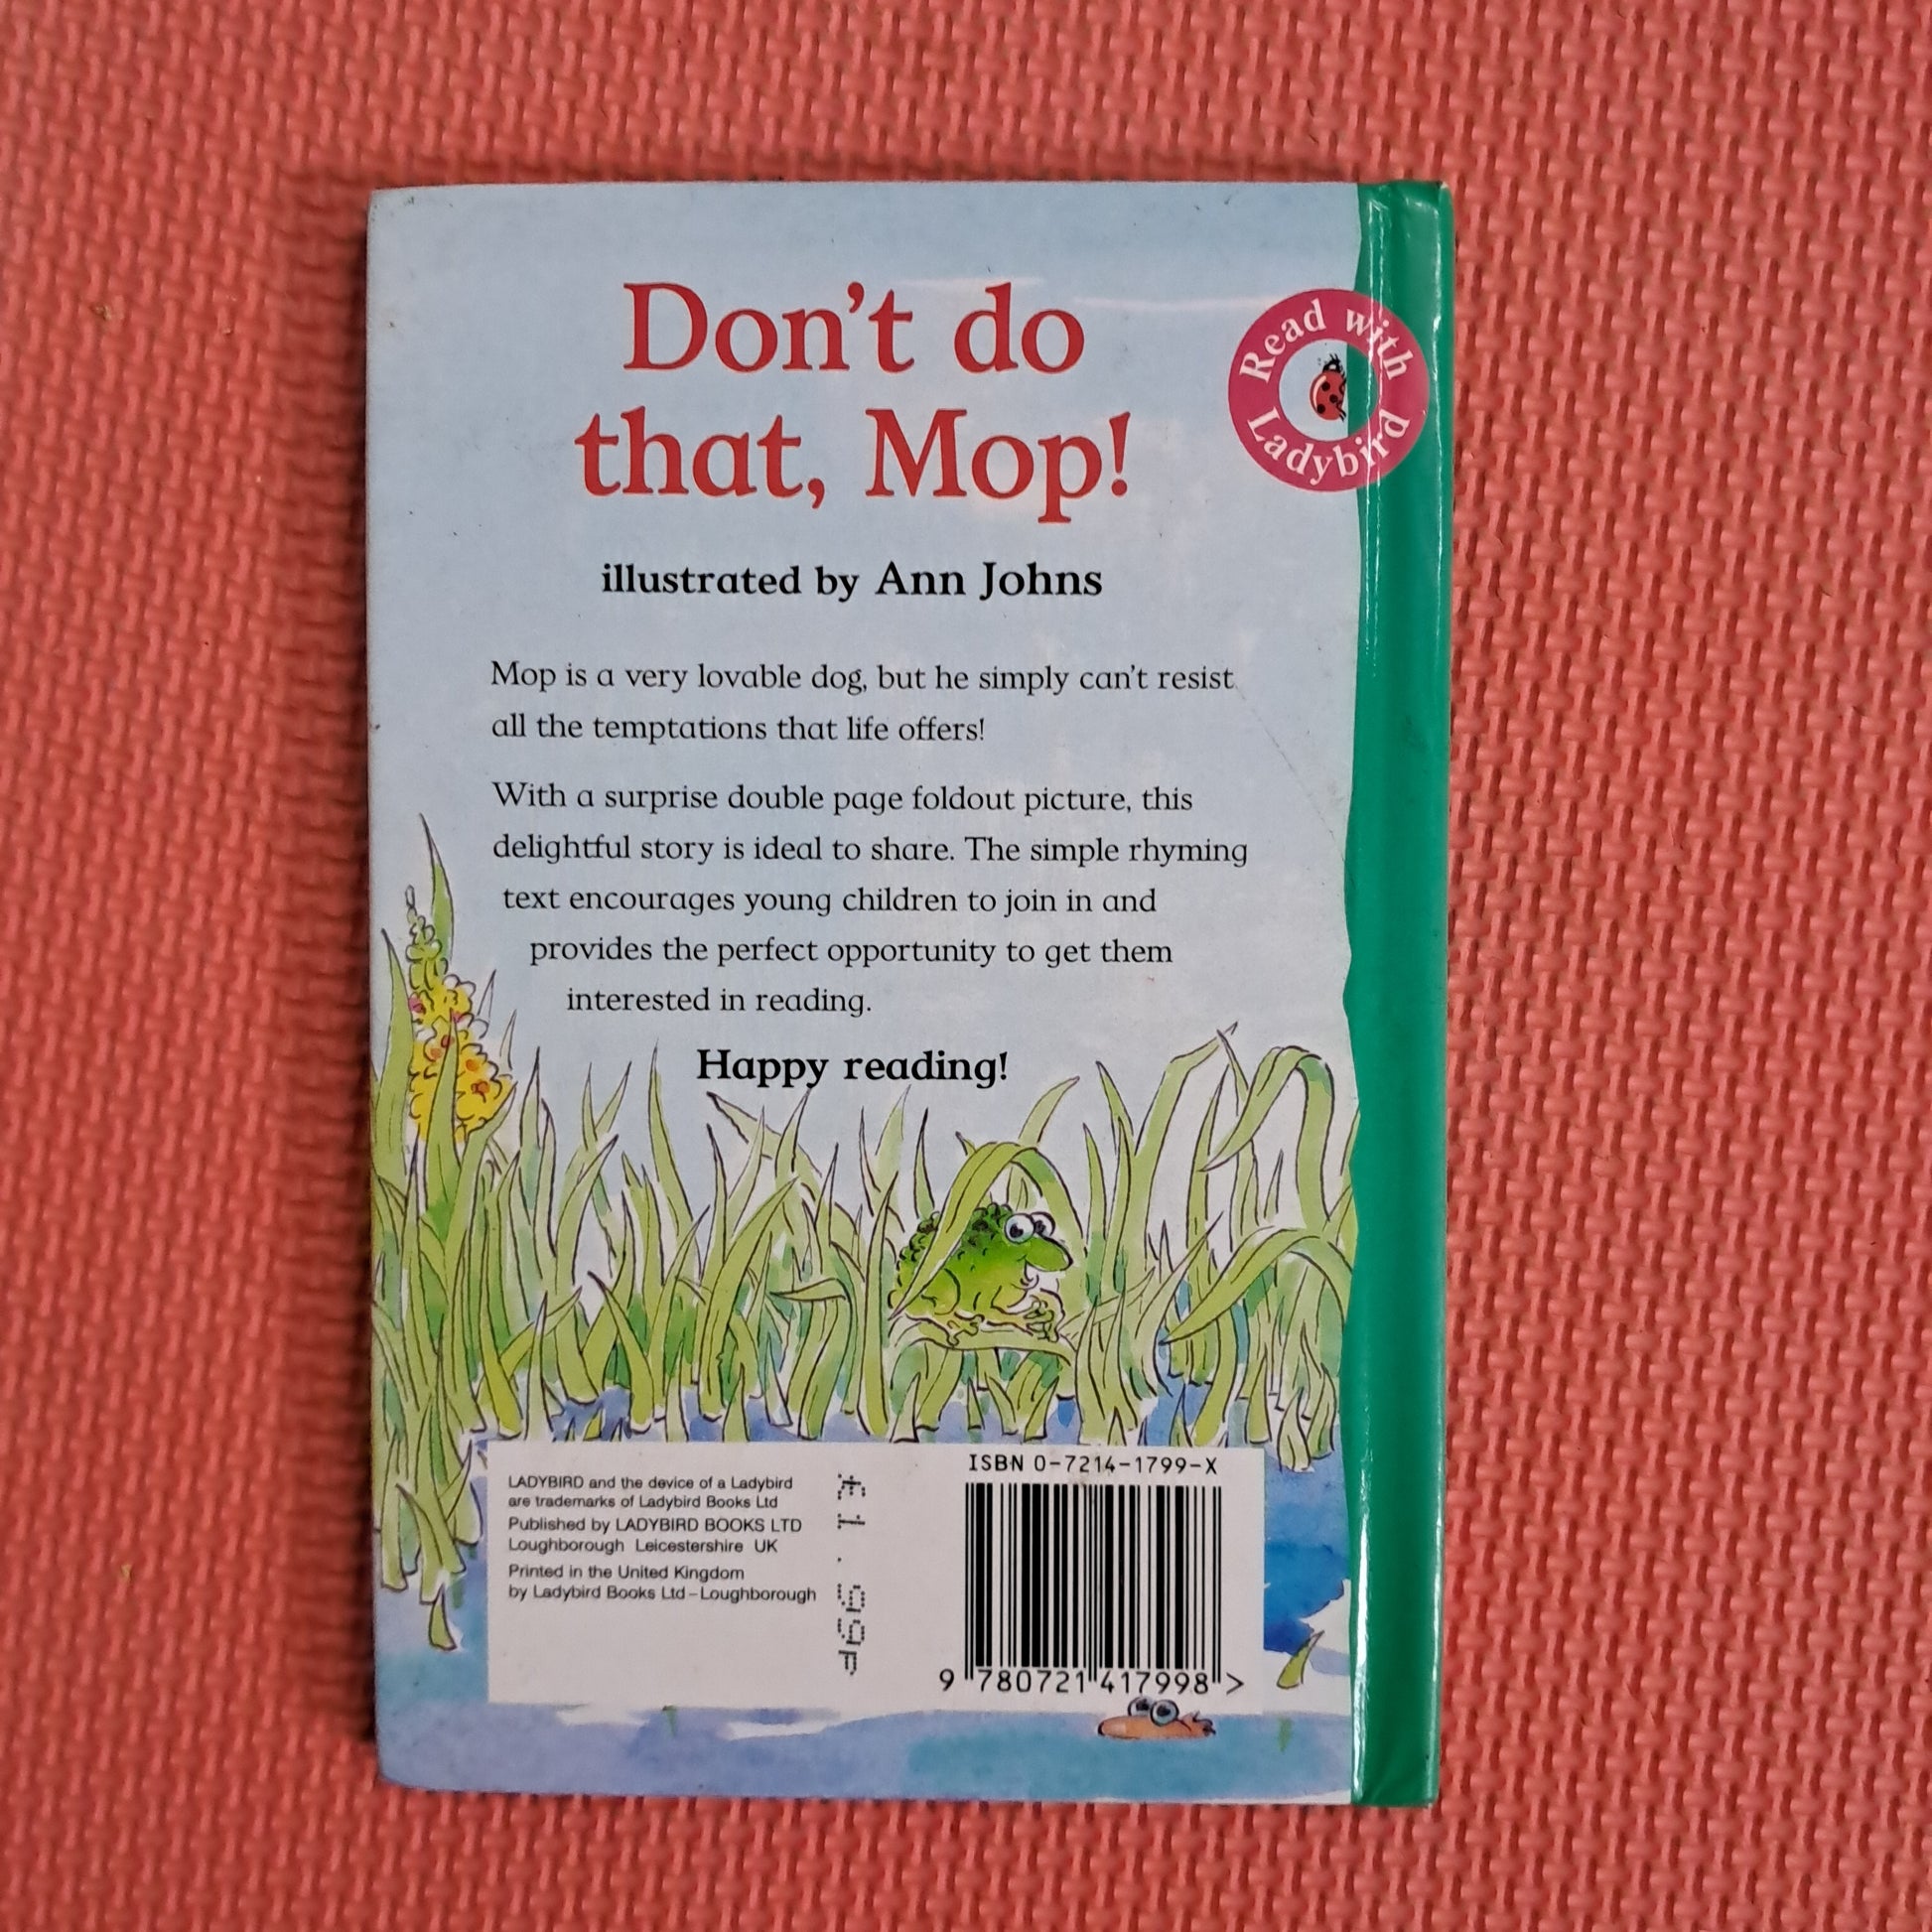 Don't do
that, Mop!
Read with
Ladybird
illustrated by Ann Johns
Mop is a very lovable dog, but he simply can't resist
all the temptations that life offers!
With a surprise double page foldout picture, this
delightful story is ideal to share. The simple rhyming
text encourages young children to join in and
provides the perfect opportunity to get them
interested in reading.
Happy reading!
LADYBIRD and the device of a Ladybird
are trademarks of Ladybird Books Ltd
Published by LADYBIRD BOOKS LTD
Loughborough Leicestershire UK
Printed in the United Kingdom
by Ladybird Books Ltd – Loughborough
£1.99P
ISBN 0-7214-1799-X
9 780721 417998 >